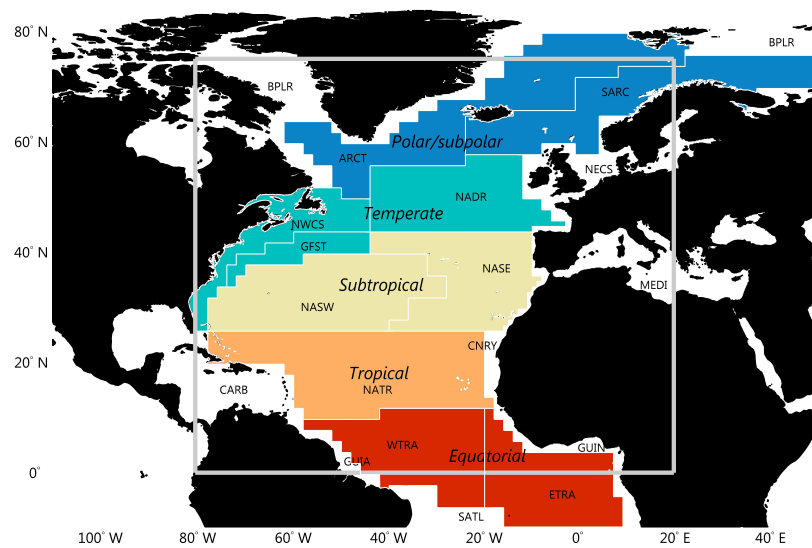 80° N
BPLR
BPLR
SARC
60° N
Polar/subpolar
ARCT
NECS
NADR
Temperate
NWCS
GFST
40° N
NASE
Subtropical
MEDI
NASW
CNRY
20° N
Tropical
CARB
NATR
WTRA
GUIN
Equatorial
GUIA
0°
ETRA
SATL
100° W
80° W
60° W
40° W
20° W
0°
20° E
40° E